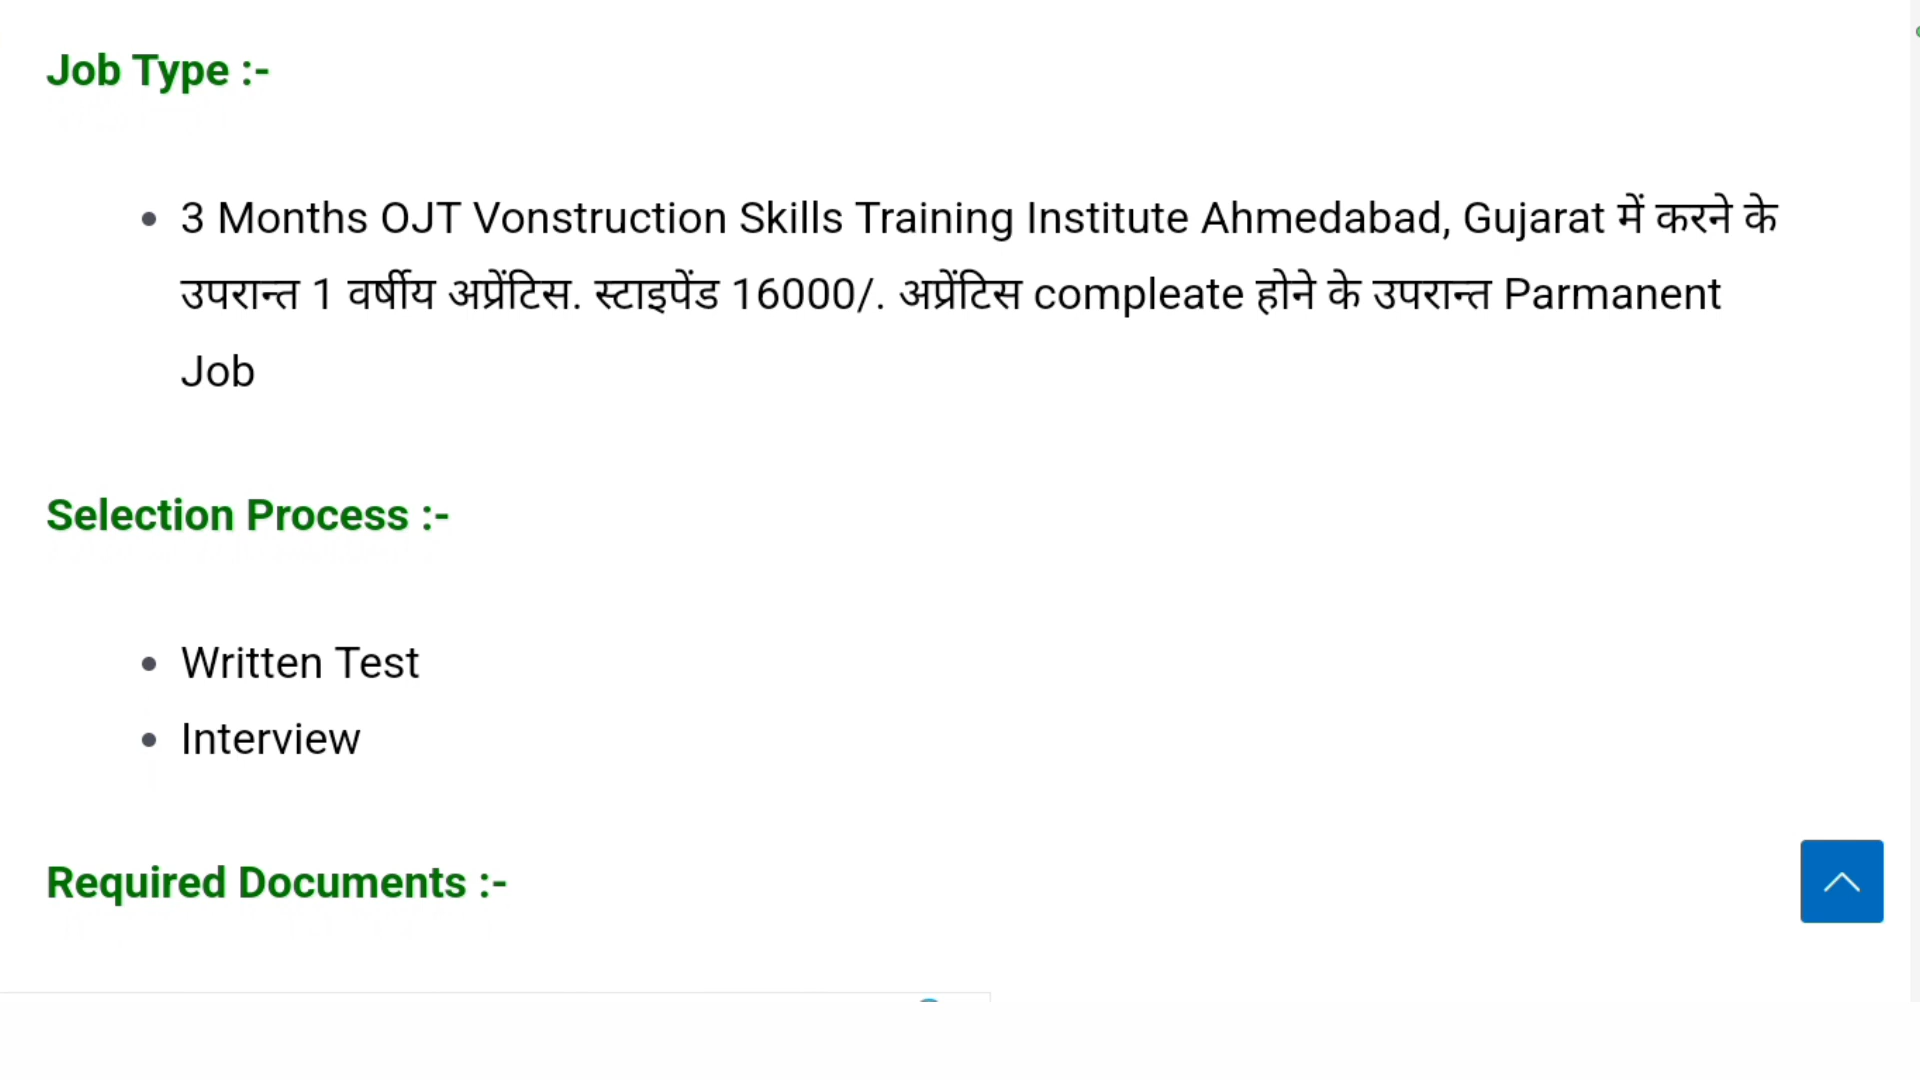 Job Type :-
3 Months OJT Vonstruction Skills Training Institute Ahmedabad, Gujarat में करने के
उपरान्त 1 वर्षीय अप्रेंटिस. स्टाइपेंड 16000/. अप्रेंटिस compleate होने के उपरान्त Parmanent
Job
Selection Process :-
Written Test
Interview
Required Documents :-